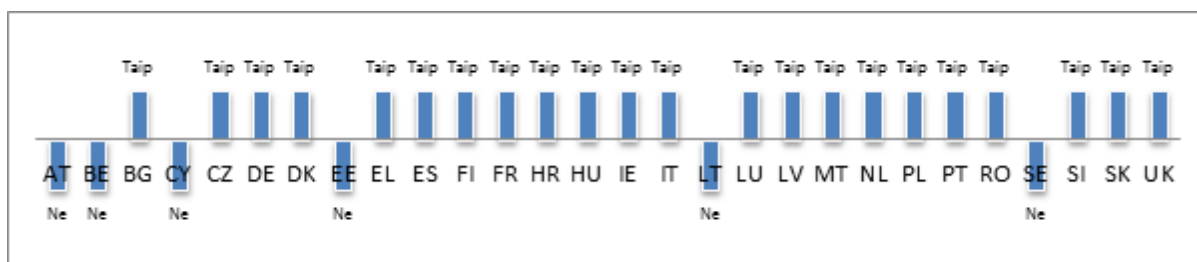 Taip Taip Taip Taip Taip Taip Taip Taip Taip Taip Taip Taip Taip Taip Taip Taip Taip Taip Taip Taip Taip Taip
AT BE BG CY CZ DE DK EE EL ES FI FR HR HU IE IT LT LU LV MT NL PL PT RO SE SI SK UK
Ne Ne Ne Ne Ne Ne